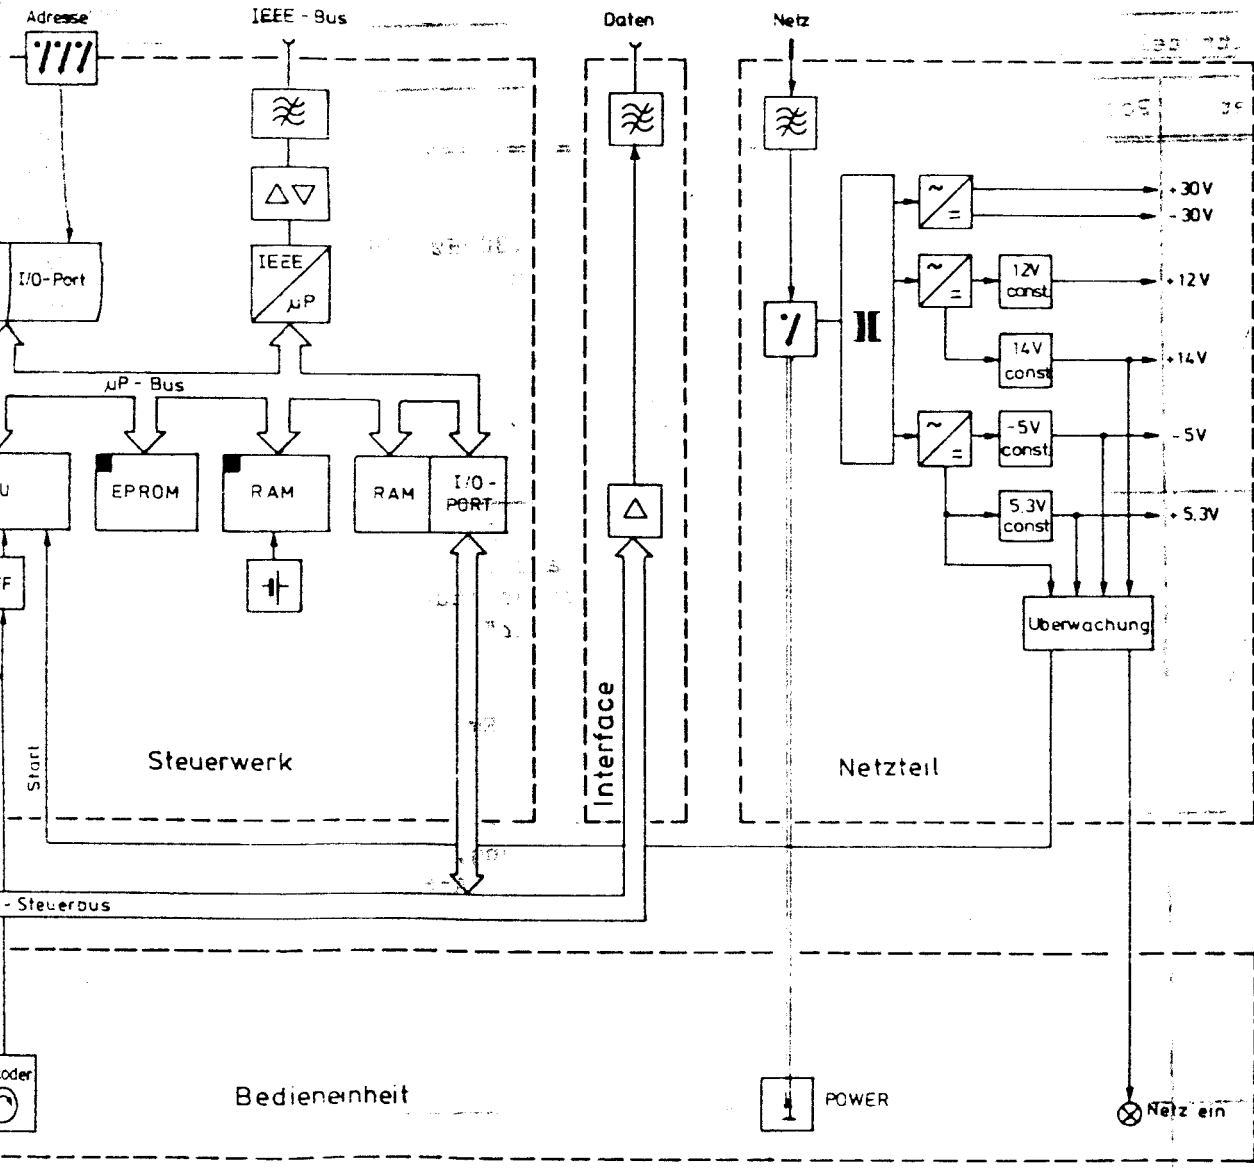 Adresse
IEEE - Bus
Daten
Netz
I/O-Port
IEEE
µP
µP - Bus
U
EPROM
RAM
RAM
I/O -
PORT
FF
Start
Steuerwerk
Interface
+30V
-30V
12V
const.
+12V
14V
const.
+14V
-5V
const.
-5V
5,3V
const.
+5,3V
Überwachung
Netzteil
- Steuerbus
oder
Bedieneinheit
POWER
Netz ein